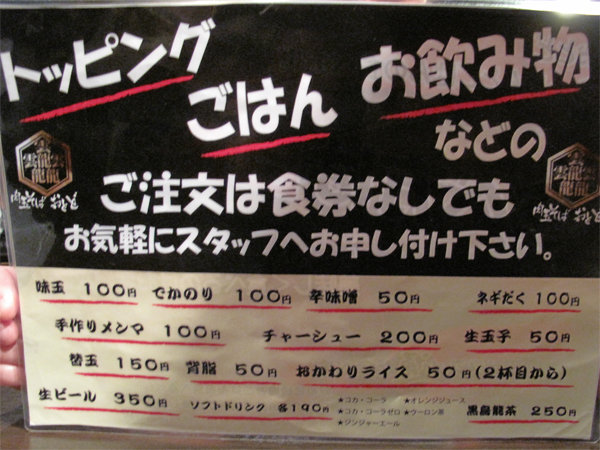 トッピング
ごはん
お飲み物
などの
ご注文は食券なしでも
お気軽にスタッフへお申し付け下さい。
味玉 100円 でかのり 100円 辛味噌 50円 ネギだく 100円
手作りメンマ 100円 チャーシュー 200円 生玉子 50円
替玉 150円 背脂 50円 おかわりライス 50円(2杯目から)
生ビール 350円 ソフトドリンク 各190円 黒烏龍茶 250円
★コカ・コーラ ★オレンジジュース
★コカ・コーラゼロ ★ウーロン茶
★ジンジャーエール